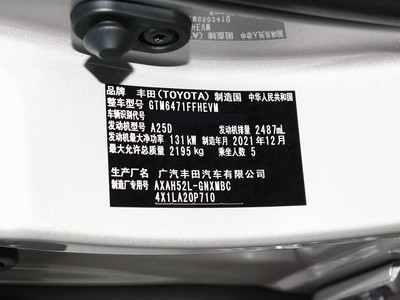 品牌 丰田(TOYOTA) 制造国 中华人民共和国
整车型号 GTM6471FFHEVM
车辆识别代号
发动机型号 A25D 发动机排量 2487mL
发动机最大净功率 131kW 制造年月 2021年12月
最大允许总质量 2195kg 乘坐人数 5
生产厂名 广汽丰田汽车有限公司
制造厂专用号 AXAH52L-GNXMBC
4X1LA20P710